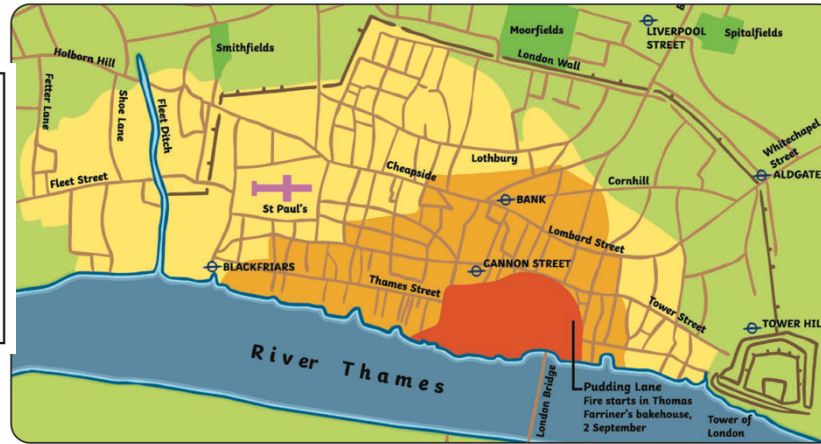 Moorfields
LIVERPOOL
STREET
Spitalfields
Smithfields
Holborn Hill
London Wall
Fetter Lane
Shoe Lane
Fleet Ditch
Whitechapel
Street
Lothbury
Cheapside
Cornhill
ALDGATE
Fleet Street
St Paul's
BANK
Lombard Street
BLACKFRIARS
CANNON STREET
Thames Street
Tower Street
TOWER HIL
River Thames
London Bridge
Pudding Lane
Fire starts in Thomas
Farriner's bakehouse,
2 September
Tower of
London